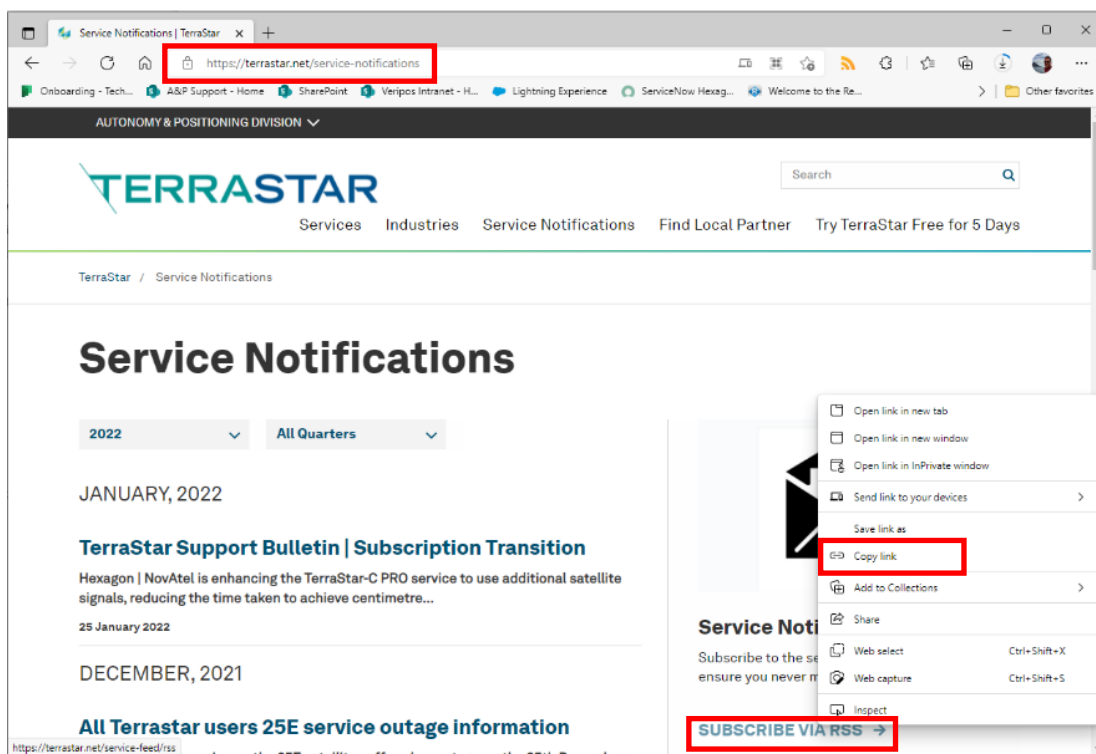 Service Notifications | TerraStar
https://terrastar.net/service-notifications
Onboarding - Tech...
A&P Support - Home
SharePoint
Veripos Intranet - H...
Lightning Experience
ServiceNow Hexag...
Welcome to the Re...
Other favorites
AUTONOMY & POSITIONING DIVISION
TERRASTAR
Search
Services
Industries
Service Notifications
Find Local Partner
Try TerraStar Free for 5 Days
TerraStar / Service Notifications
Service Notifications
2022
All Quarters
JANUARY, 2022
TerraStar Support Bulletin | Subscription Transition
Hexagon | NovAtel is enhancing the TerraStar-C PRO service to use additional satellite
signals, reducing the time taken to achieve centimetre...
25 January 2022
DECEMBER, 2021
All Terrastar users 25E service outage information
https://terrastar.net/service-feed/rss
Service Noti
Subscribe to the se
ensure you never m
SUBSCRIBE VIA RSS →
Open link in new tab
Open link in new window
Open link in InPrivate window
Send link to your devices
Save link as
Copy link
Add to Collections
Share
Web select Ctrl+Shift+X
Web capture Ctrl+Shift+S
Inspect